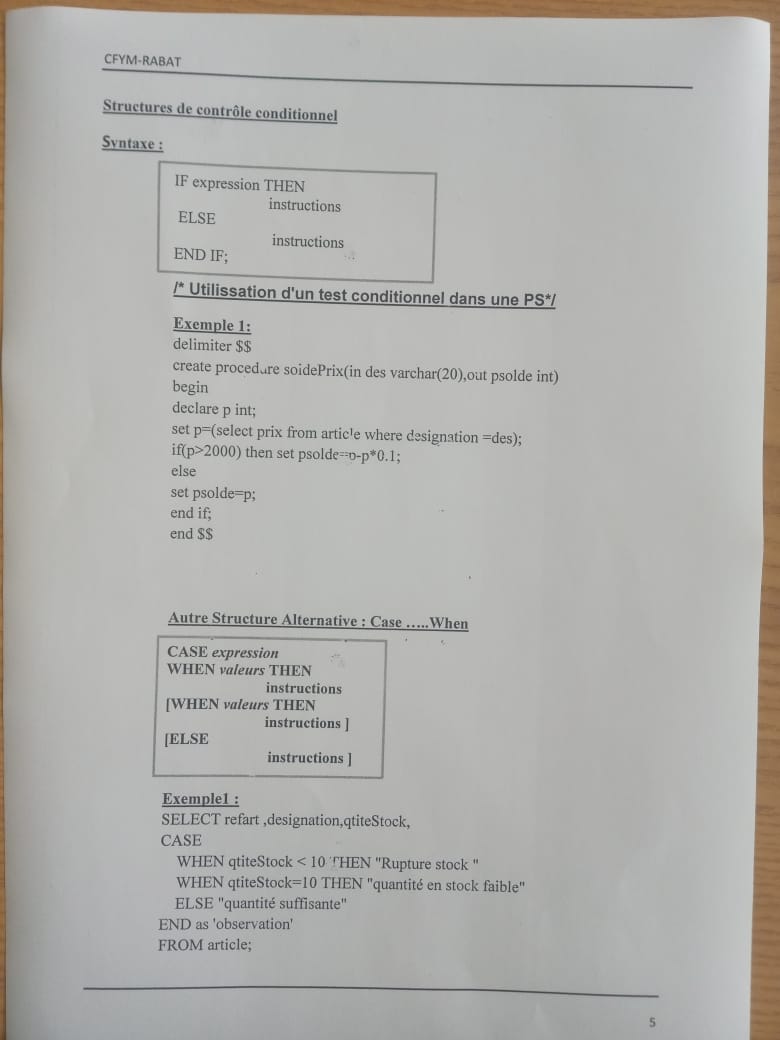 CFYM-RABAT
Structures de contrôle conditionnel
Syntaxe :
IF expression THEN
instructions
ELSE
instructions
END IF;
/* Utilissation d'un test conditionnel dans une PS*/
Exemple 1:
delimiter $$
create procedure soidePrix(in des varchar(20),out psolde int)
begin
declare p int;
set p=(select prix from article where designation =des);
if(p>2000) then set psolde=p-p*0.1;
else
set psolde=p;
end if;
end $$
Autre Structure Alternative : Case .....When
CASE expression
WHEN valeurs THEN
instructions
[WHEN valeurs THEN
instructions ]
[ELSE
instructions ]
Exemple1 :
SELECT refart ,designation,qtiteStock,
CASE
WHEN qtiteStock < 10 THEN "Rupture stock "
WHEN qtiteStock=10 THEN "quantité en stock faible"
ELSE "quantité suffisante"
END as 'observation'
FROM article;
5